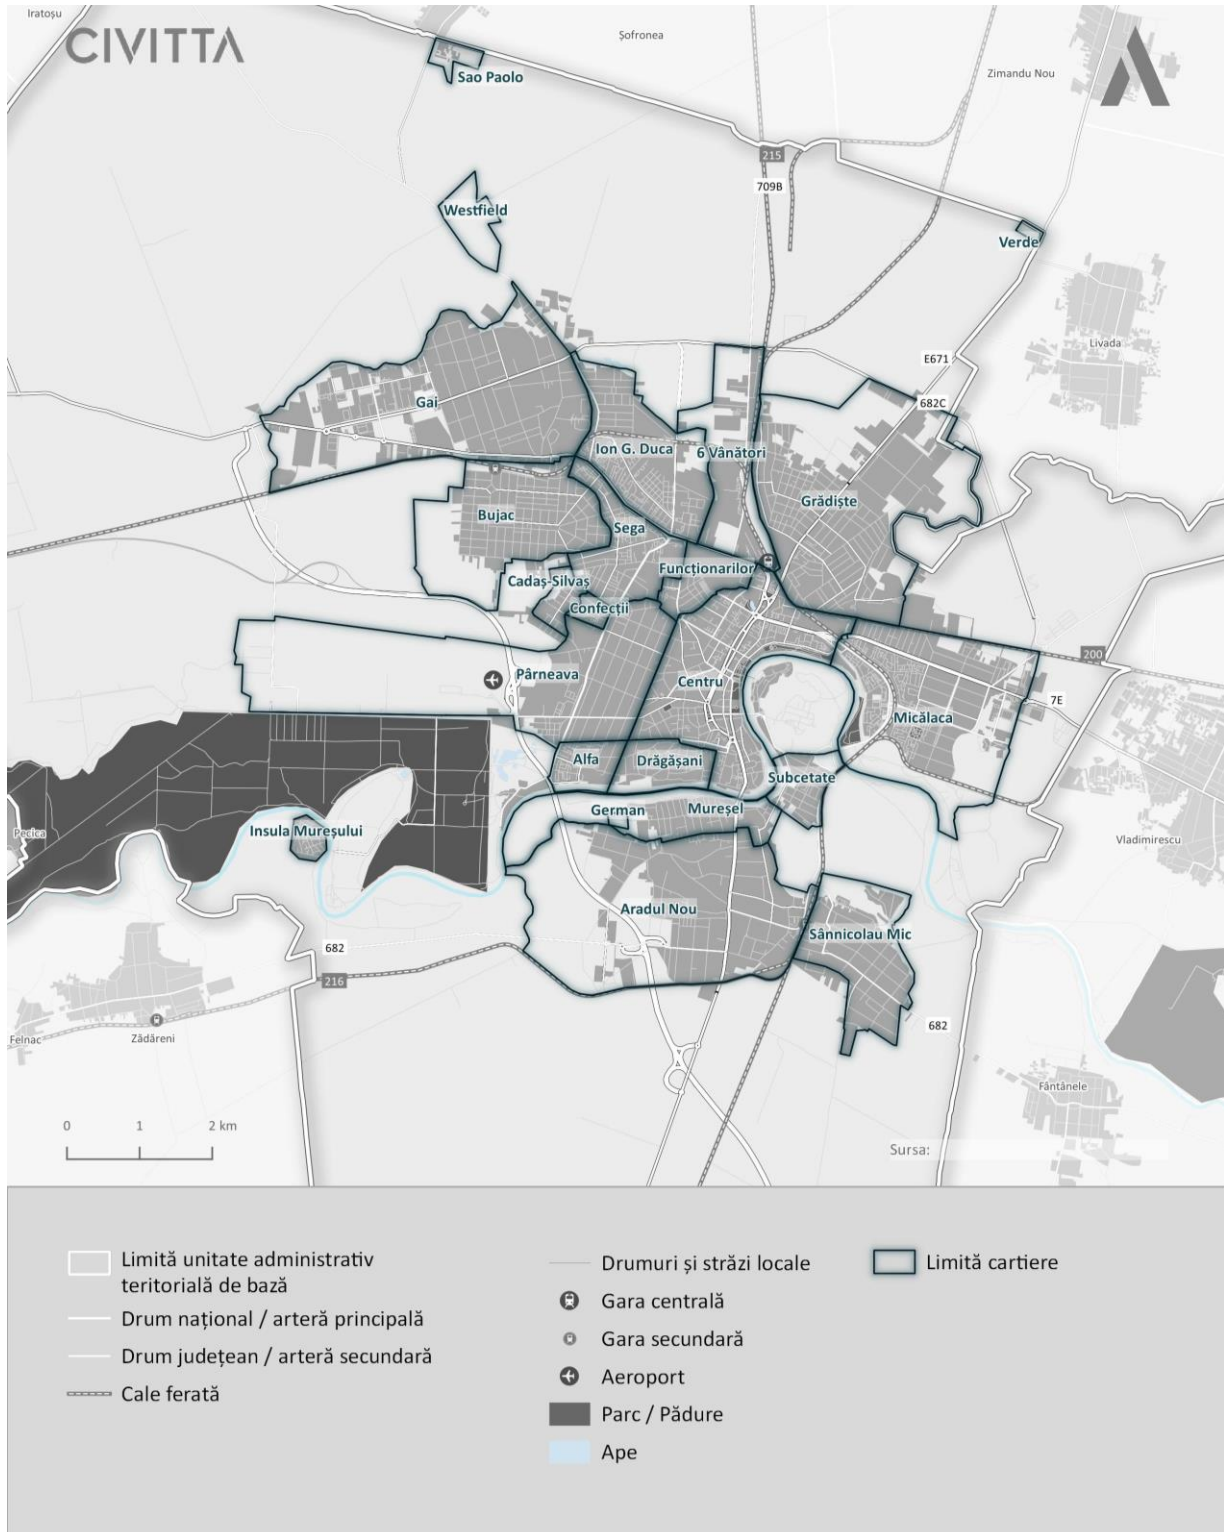 Iratoșu
CIVITTA
Șofronea
Zimandu Nou
Sao Paolo
215
709B
Westfield
Verde
Livada
E671
682C
Gai
Ion G. Duca
6 Vânători
Grădiște
Bujac
Sega
Funcționarilor
Cadaș-Silvaș
Confecții
200
Pârneava
Centru
7E
Micălaca
Alfa
Drăgășani
Subcetate
German
Mureșel
Insula Mureșului
Pecica
Vladimirescu
Aradul Nou
Sânnicolau Mic
682
216
682
Felnac
Zădăreni
Fântânele
0 1 2 km
Sursa:
Limită unitate administrativ
teritorială de bază
Drum național / arteră principală
Drum județean / arteră secundară
Cale ferată
Drumuri și străzi locale
Gara centrală
Gara secundară
Aeroport
Parc / Pădure
Ape
Limită cartiere